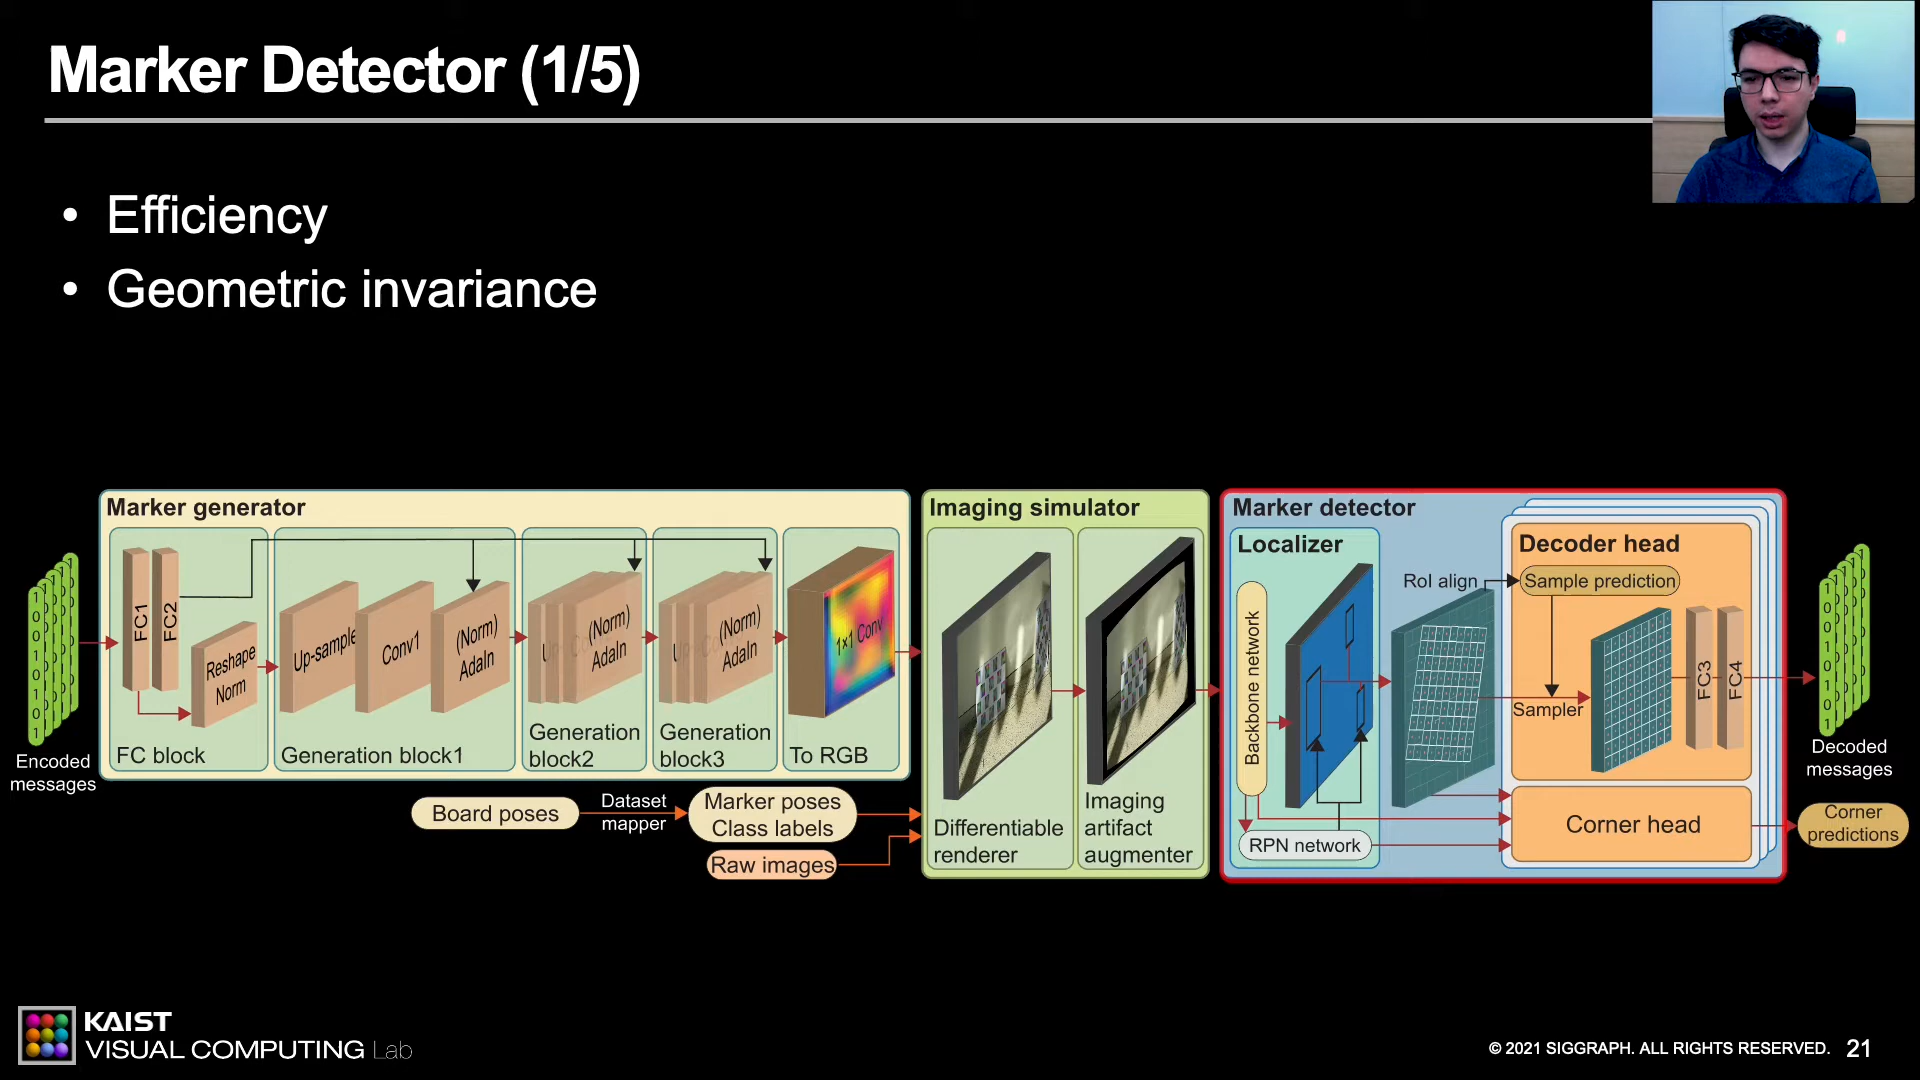 Marker Detector (1/5)
• Efficiency
• Geometric invariance
Marker generator
FC1
FC2
Reshape
Norm
FC block
Up-sample
Conv1
(Norm)
AdaIn
Generation block1
(Norm)
AdaIn
Generation
block2
(Norm)
AdaIn
Generation
block3
1×1 Conv
To RGB
Encoded
messages
Board poses
Dataset
mapper
Marker poses
Class labels
Raw images
Imaging simulator
Differentiable
renderer
Imaging
artifact
augmenter
Marker detector
Localizer
Backbone network
RPN network
RoI align
Decoder head
Sample prediction
Sampler
FC3
FC4
Corner head
Decoded
messages
Corner
predictions
KAIST
VISUAL COMPUTING Lab
© 2021 SIGGRAPH. ALL RIGHTS RESERVED. 21